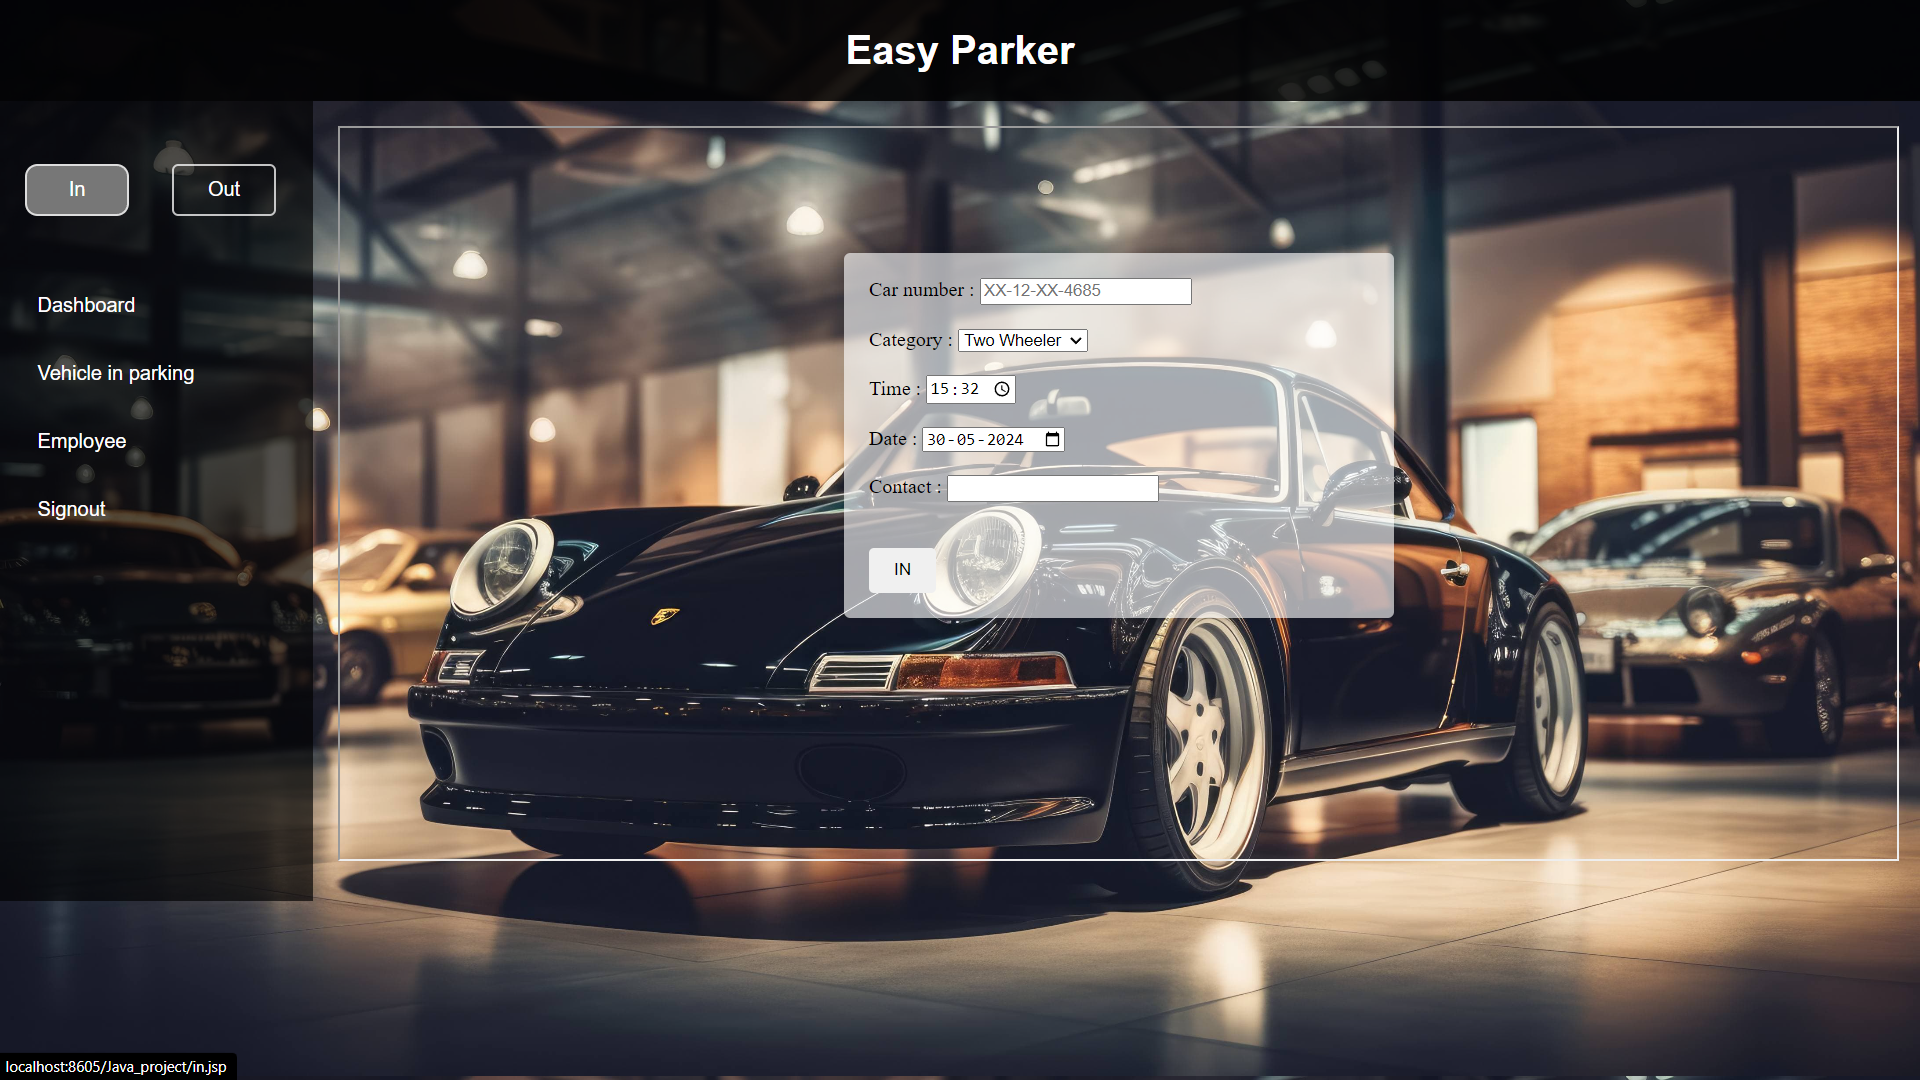 Easy Parker
In
Out
Dashboard
Vehicle in parking
Employee
Signout
Car number : XX-12-XX-4685
Category : Two Wheeler
Time : 15:32
Date : 30-05-2024
Contact :
IN
localhost:8605/Java_project/in.jsp